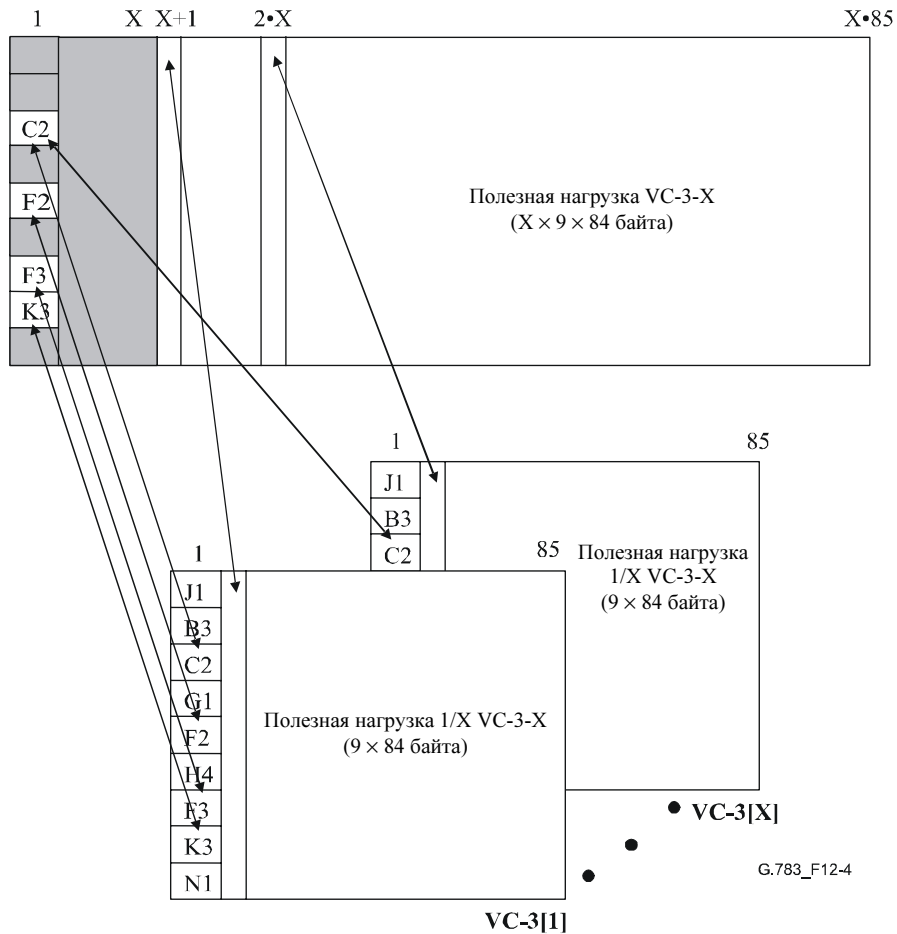 1 X X+1 2•X X•85
C2
F2
F3
K3
Полезная нагрузка VC-3-X
(X × 9 × 84 байта)
1 85
J1
B3
C2
Полезная нагрузка
1/X VC-3-X
(9 × 84 байта)
1 85
J1
B3
C2
G1
F2
H4
F3
K3
N1
Полезная нагрузка 1/X VC-3-X
(9 × 84 байта)
VC-3[X]
G.783_F12-4
VC-3[1]